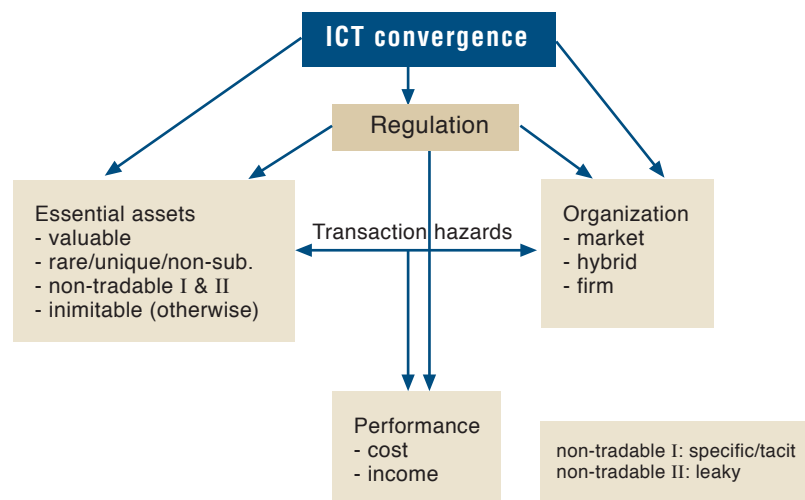 ICT convergence
Regulation
Essential assets
- valuable
- rare/unique/non-sub.
- non-tradable I & II
- inimitable (otherwise)
Transaction hazards
Organization
- market
- hybrid
- firm
Performance
- cost
- income
non-tradable I: specific/tacit
non-tradable II: leaky